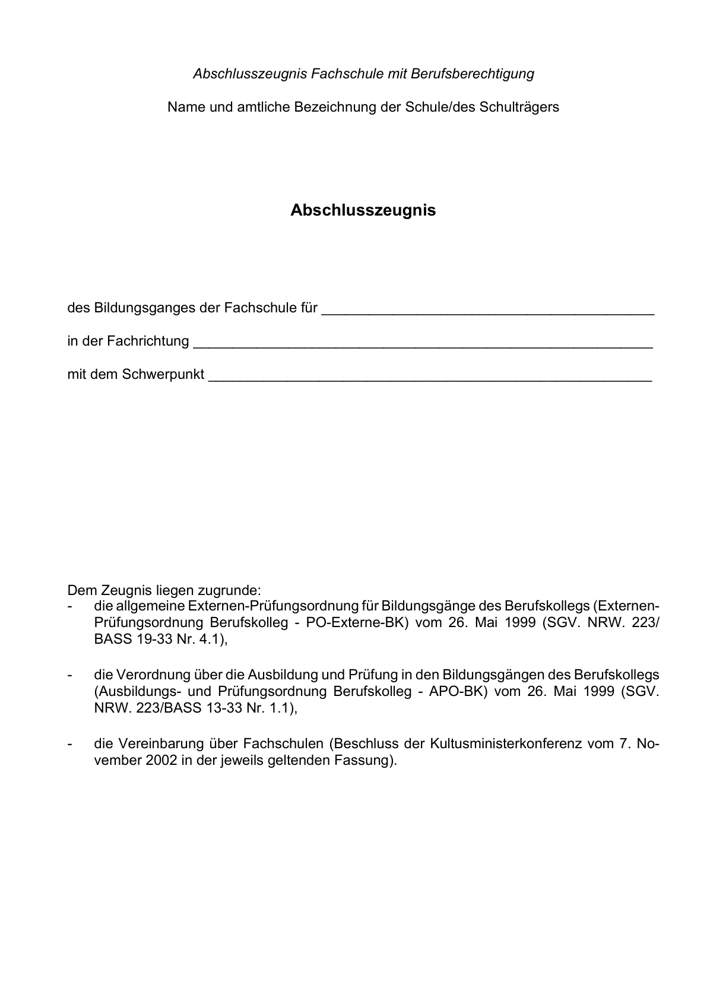 Abschlusszeugnis Fachschule mit Berufsberechtigung
Name und amtliche Bezeichnung der Schule/des Schulträgers
Abschlusszeugnis
des Bildungsganges der Fachschule für __________________________________________
in der Fachrichtung __________________________________________________________
mit dem Schwerpunkt ________________________________________________________
Dem Zeugnis liegen zugrunde:
- die allgemeine Externen-Prüfungsordnung für Bildungsgänge des Berufskollegs (Externen-
Prüfungsordnung Berufskolleg - PO-Externe-BK) vom 26. Mai 1999 (SGV. NRW. 223/
BASS 19-33 Nr. 4.1),
- die Verordnung über die Ausbildung und Prüfung in den Bildungsgängen des Berufskollegs
(Ausbildungs- und Prüfungsordnung Berufskolleg - APO-BK) vom 26. Mai 1999 (SGV.
NRW. 223/BASS 13-33 Nr. 1.1),
- die Vereinbarung über Fachschulen (Beschluss der Kultusministerkonferenz vom 7. No-
vember 2002 in der jeweils geltenden Fassung).